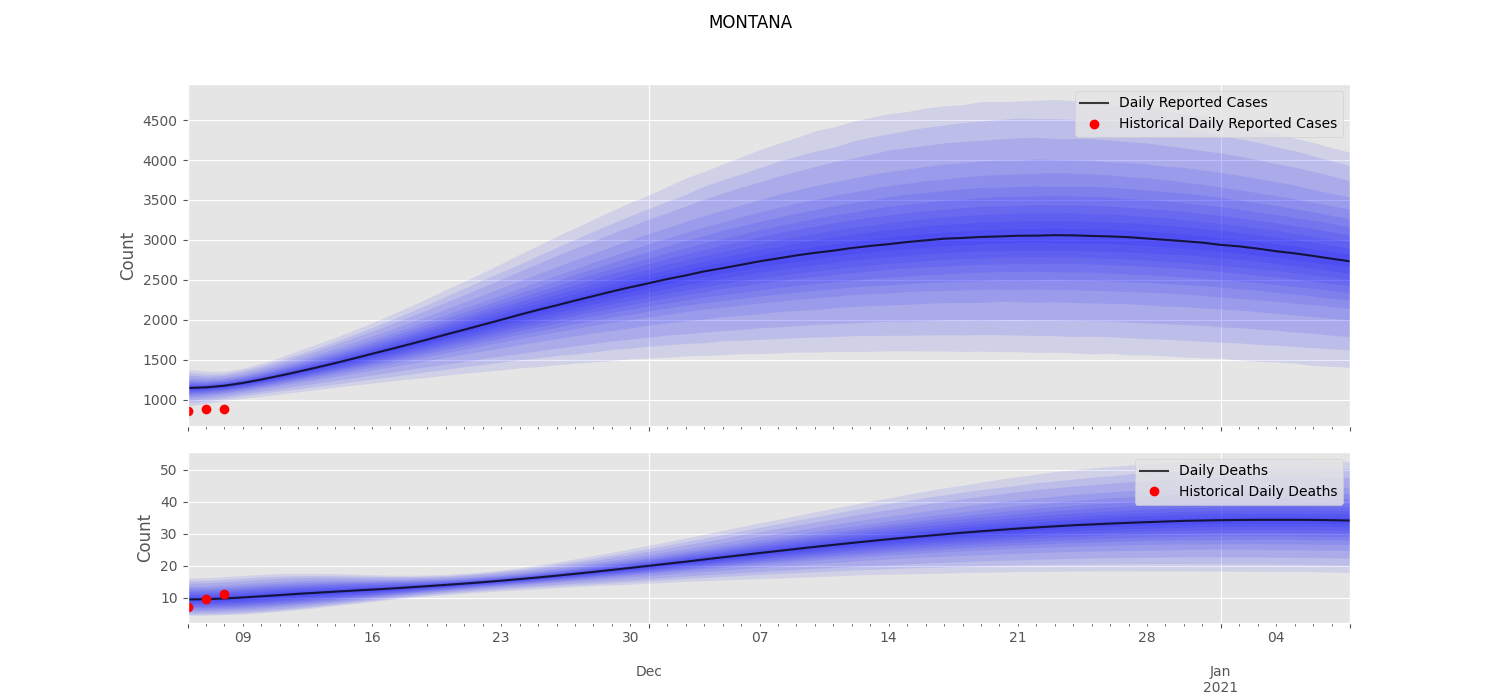 MONTANA
Daily Reported Cases
Historical Daily Reported Cases
4500
4000
3500
3000
2500
2000
1500
1000
Count
Daily Deaths
Historical Daily Deaths
50
40
30
20
10
Count
09 16 23 30 07 14 21 28 04
Dec Jan
2021